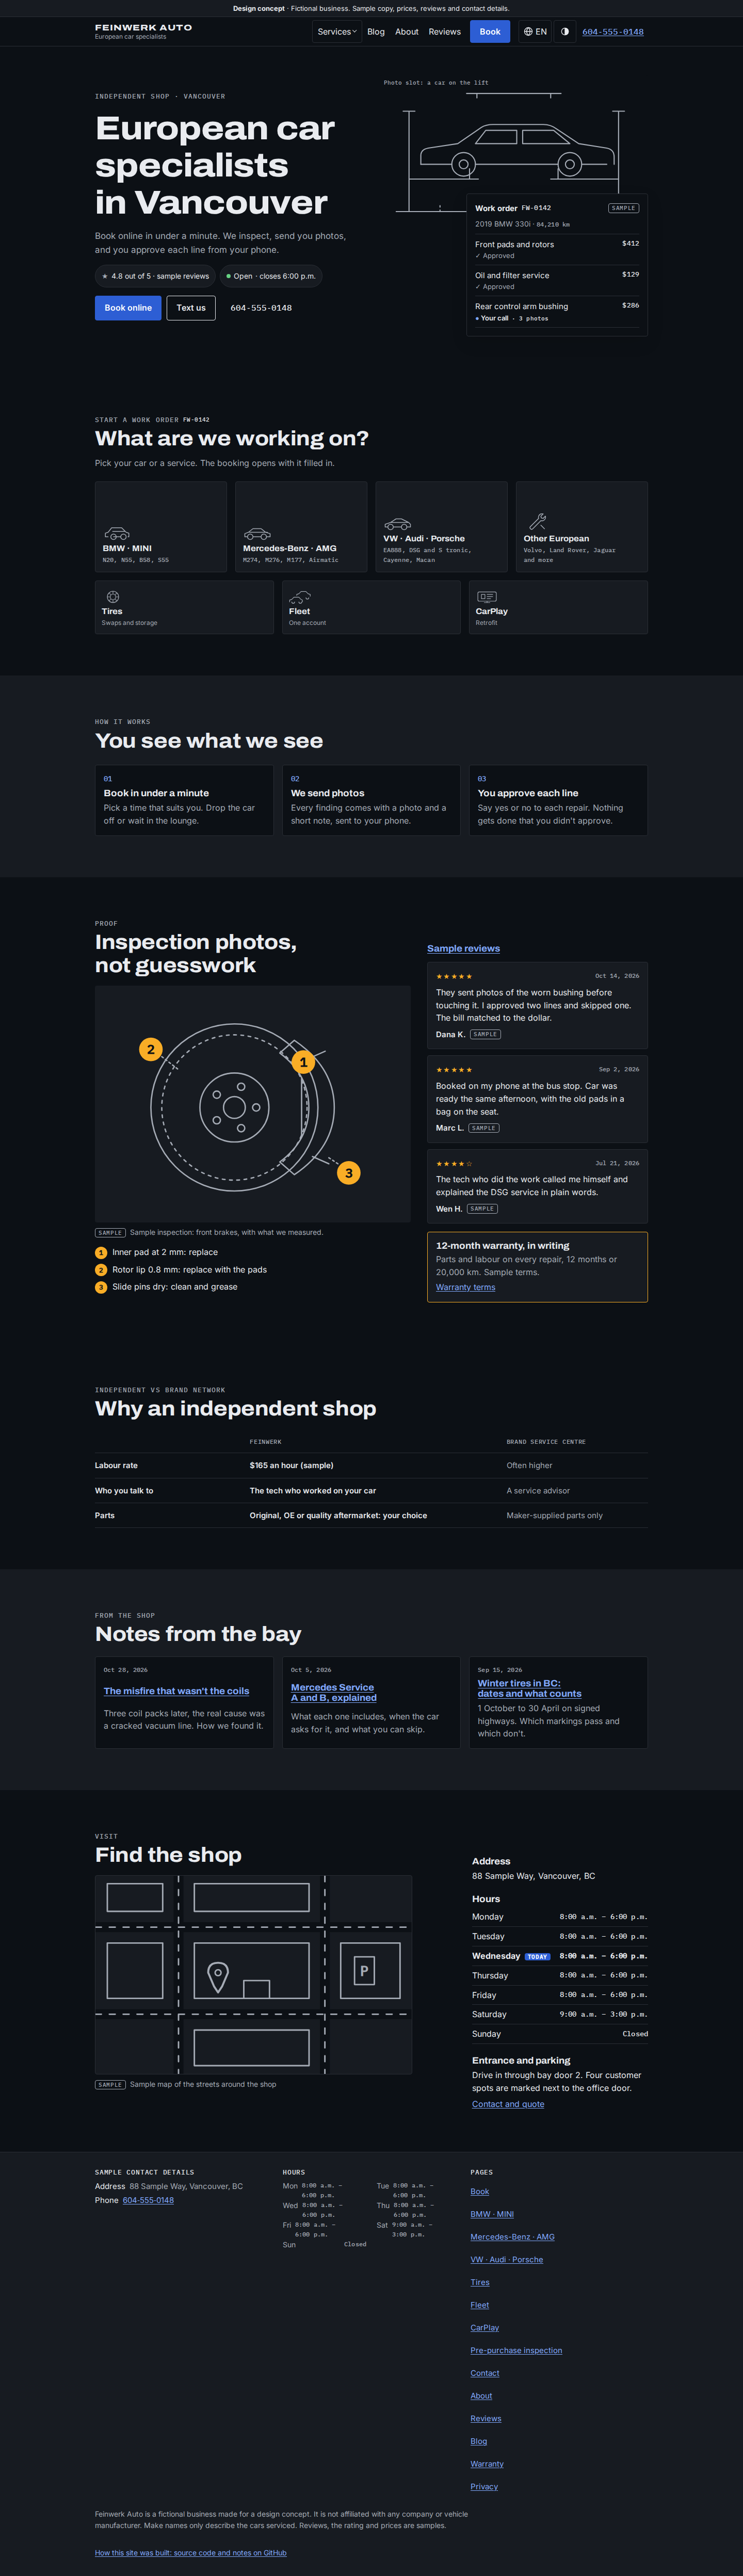 Design concept · Fictional business. Sample copy, prices, reviews and contact details.
FEINWERK AUTO
European car specialists
Services
Blog
About
Reviews
Book
EN
604-555-0148
Photo slot: a car on the lift
INDEPENDENT SHOP · VANCOUVER
European car
specialists
in Vancouver
Book online in under a minute. We inspect, send you photos,
and you approve each line from your phone.
★ 4.8 out of 5 · sample reviews
Open · closes 6:00 p.m.
Book online
Text us
604-555-0148
Work order FW-0142
SAMPLE
2019 BMW 330i · 84,210 km
Front pads and rotors
$412
✓ Approved
Oil and filter service
$129
✓ Approved
Rear control arm bushing
$286
Your call · 3 photos
START A WORK ORDER FW-0142
What are we working on?
Pick your car or a service. The booking opens with it filled in.
BMW · MINI
N20, N55, B58, S55
Mercedes-Benz · AMG
M274, M276, M177, Airmatic
VW · Audi · Porsche
EA888, DSG and S tronic,
Cayenne, Macan
Other European
Volvo, Land Rover, Jaguar
and more
Tires
Swaps and storage
Fleet
One account
CarPlay
Retrofit
HOW IT WORKS
You see what we see
01
Book in under a minute
Pick a time that suits you. Drop the car
off or wait in the lounge.
02
We send photos
Every finding comes with a photo and a
short note, sent to your phone.
03
You approve each line
Say yes or no to each repair. Nothing
gets done that you didn't approve.
PROOF
Inspection photos,
not guesswork
1
2
3
SAMPLE Sample inspection: front brakes, with what we measured.
1 Inner pad at 2 mm: replace
2 Rotor lip 0.8 mm: replace with the pads
3 Slide pins dry: clean and grease
Sample reviews
★★★★★
Oct 14, 2026
They sent photos of the worn bushing before
touching it. I approved two lines and skipped one.
The bill matched to the dollar.
Dana K. SAMPLE
★★★★★
Sep 2, 2026
Booked on my phone at the bus stop. Car was
ready the same afternoon, with the old pads in a
bag on the seat.
Marc L. SAMPLE
★★★★☆
Jul 21, 2026
The tech who did the work called me himself and
explained the DSG service in plain words.
Wen H. SAMPLE
12-month warranty, in writing
Parts and labour on every repair, 12 months or
20,000 km. Sample terms.
Warranty terms
INDEPENDENT VS BRAND NETWORK
Why an independent shop
FEINWERK
BRAND SERVICE CENTRE
Labour rate
$165 an hour (sample)
Often higher
Who you talk to
The tech who worked on your car
A service advisor
Parts
Original, OE or quality aftermarket: your choice
Maker-supplied parts only
FROM THE SHOP
Notes from the bay
Oct 28, 2026
The misfire that wasn't the coils
Three coil packs later, the real cause was
a cracked vacuum line. How we found it.
Oct 5, 2026
Mercedes Service
A and B, explained
What each one includes, when the car
asks for it, and what you can skip.
Sep 15, 2026
Winter tires in BC:
dates and what counts
1 October to 30 April on signed
highways. Which markings pass and
which don't.
VISIT
Find the shop
P
SAMPLE Sample map of the streets around the shop
Address
88 Sample Way, Vancouver, BC
Hours
Monday 8:00 a.m. – 6:00 p.m.
Tuesday 8:00 a.m. – 6:00 p.m.
Wednesday TODAY 8:00 a.m. – 6:00 p.m.
Thursday 8:00 a.m. – 6:00 p.m.
Friday 8:00 a.m. – 6:00 p.m.
Saturday 9:00 a.m. – 3:00 p.m.
Sunday Closed
Entrance and parking
Drive in through bay door 2. Four customer
spots are marked next to the office door.
Contact and quote
SAMPLE CONTACT DETAILS
Address 88 Sample Way, Vancouver, BC
Phone 604-555-0148
HOURS
Mon 8:00 a.m. –
6:00 p.m.
Tue 8:00 a.m. –
6:00 p.m.
Wed 8:00 a.m. –
6:00 p.m.
Thu 8:00 a.m. –
6:00 p.m.
Fri 8:00 a.m. –
6:00 p.m.
Sat 9:00 a.m. –
3:00 p.m.
Sun Closed
PAGES
Book
BMW · MINI
Mercedes-Benz · AMG
VW · Audi · Porsche
Tires
Fleet
CarPlay
Pre-purchase inspection
Contact
About
Reviews
Blog
Warranty
Privacy
Feinwerk Auto is a fictional business made for a design concept. It is not affiliated with any company or vehicle
manufacturer. Make names only describe the cars serviced. Reviews, the rating and prices are samples.
How this site was built: source code and notes on GitHub